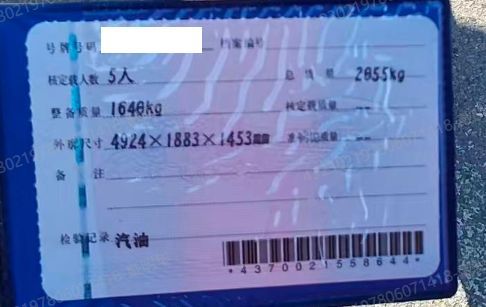 号牌号码 档案编号
核定载人数 5人 总质量 2055kg
整备质量 1640kg 核定载质量 --
外廓尺寸 4924×1883×1453mm 准牵引总质量 --
备注
检验记录 汽油
*4370021558644*